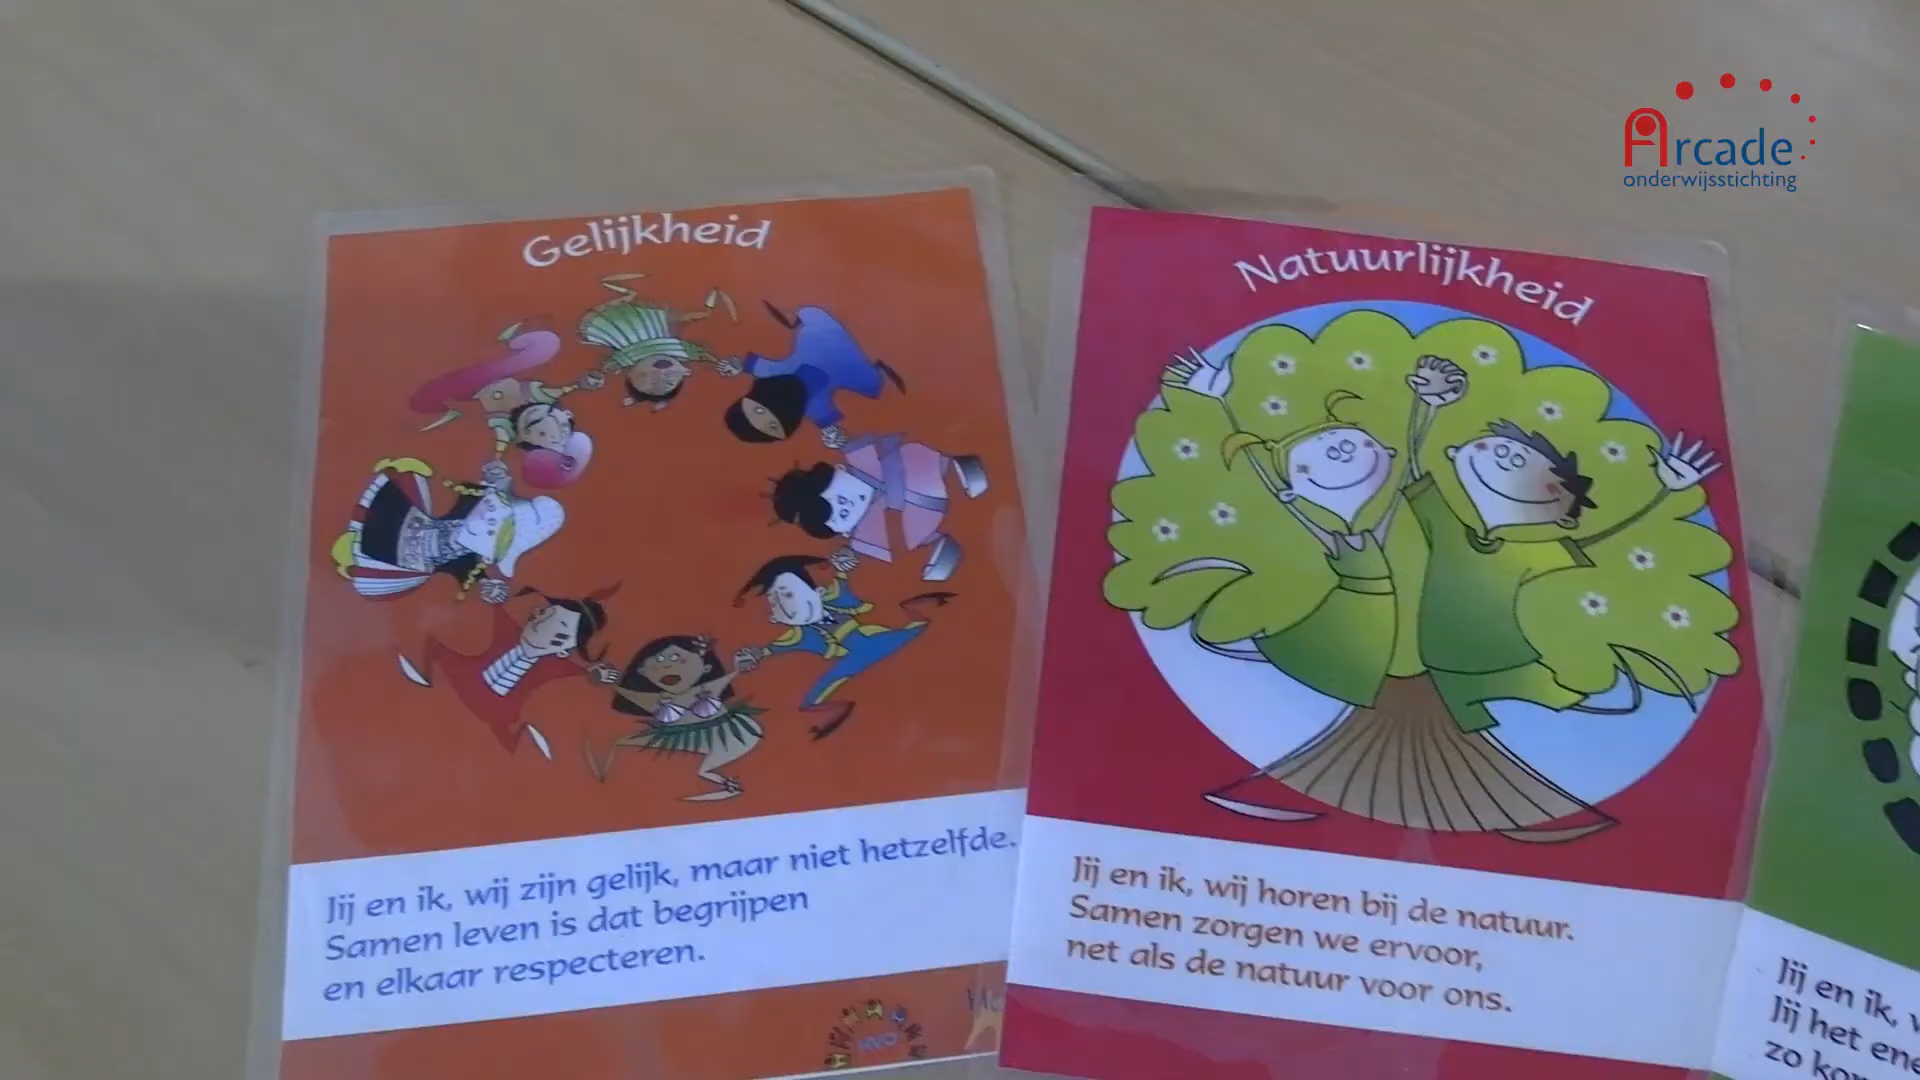 Arcade
onderwijsstichting
Gelijkheid
Jij en ik, wij zijn gelijk, maar niet hetzelfde.
Samen leven is dat begrijpen
en elkaar respecteren.
HVO
Natuurlijkheid
Jij en ik, wij horen bij de natuur.
Samen zorgen we ervoor,
net als de natuur voor ons.
Jij en ik,
Jij het
zo